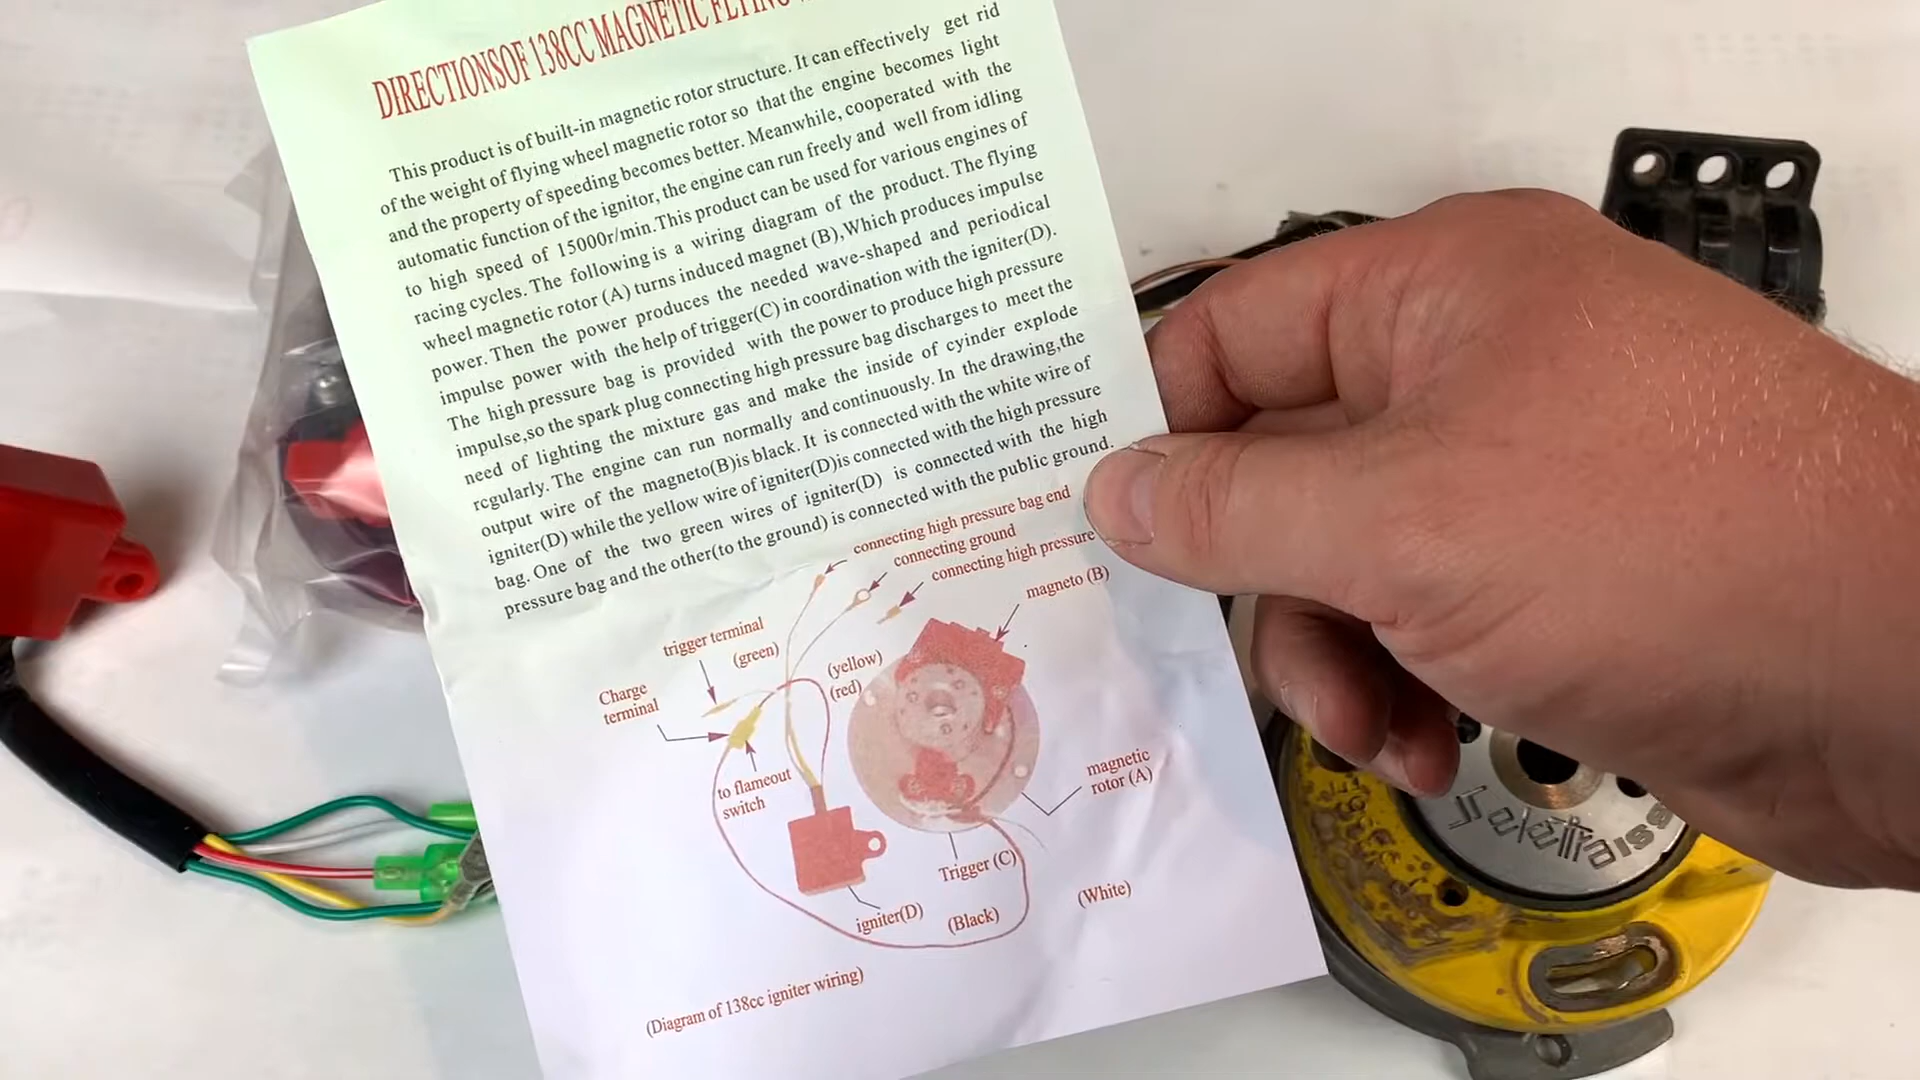 DIRECTIONSOF 138CC MAGNETIC FLYING
This product is of built-in magnetic rotor structure. It can effectively get rid
of the weight of flying wheel magnetic rotor so that the engine becomes light
and the property of speeding becomes better. Meanwhile, cooperated with the
automatic function of the ignitor, the engine can run freely and well from idling
to high speed of 15000r/min.This product can be used for various engines of
racing cycles. The following is a wiring diagram of the product. The flying
wheel magnetic rotor (A) turns induced magnet (B),Which produces impulse
power. Then the power produces the needed wave-shaped and periodical
impulse power with the help of trigger(C) in coordination with the igniter(D).
The high pressure bag is provided with the power to produce high pressure
impulse,so the spark plug connecting high pressure bag discharges to meet the
need of lighting the mixture gas and make the inside of cylinder explode
rcgularly. The engine can run normally and continuously. In the drawing,the
output wire of the magneto(B)is black. It is connected with the white wire of
igniter(D) while the yellow wire of igniter(D)is connected with the high pressure
bag. One of the two green wires of igniter(D) is connected with the high
pressure bag and the other(to the ground) is connected with the public ground.
connecting high pressure bag end
connecting ground
connecting high pressure
magneto (B)
trigger terminal
(green)
(yellow)
(red)
Charge
terminal
to flameout
switch
magnetic
rotor (A)
Trigger (C)
igniter(D)
(Black)
(White)
(Diagram of 138cc igniter wiring)